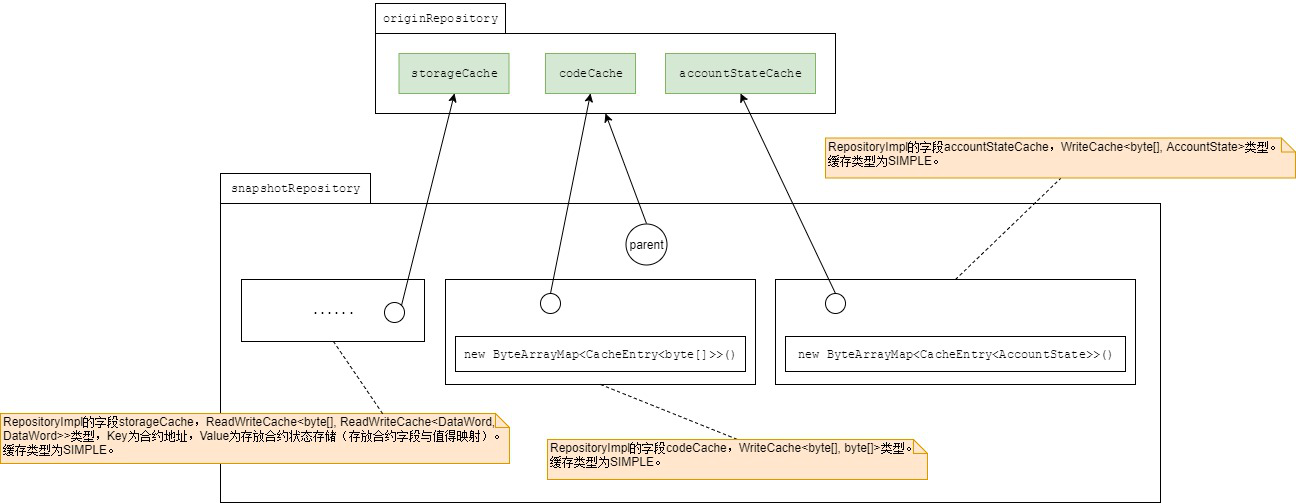 originRepository
storageCache
codeCache
accountStateCache
RepositoryImpl的字段accountStateCache，WriteCache<byte[], AccountState>类型。
缓存类型为SIMPLE。
snapshotRepository
parent
......
new ByteArrayMap<CacheEntry<byte[]>>()
new ByteArrayMap<CacheEntry<AccountState>>()
RepositoryImpl的字段storageCache，ReadWriteCache<byte[], ReadWriteCache<DataWord,
DataWord>>类型，Key为合约地址，Value为存放合约状态存储（存放合约字段与值得映射）。
缓存类型为SIMPLE。
RepositoryImpl的字段codeCache，WriteCache<byte[], byte[]>类型。
缓存类型为SIMPLE。